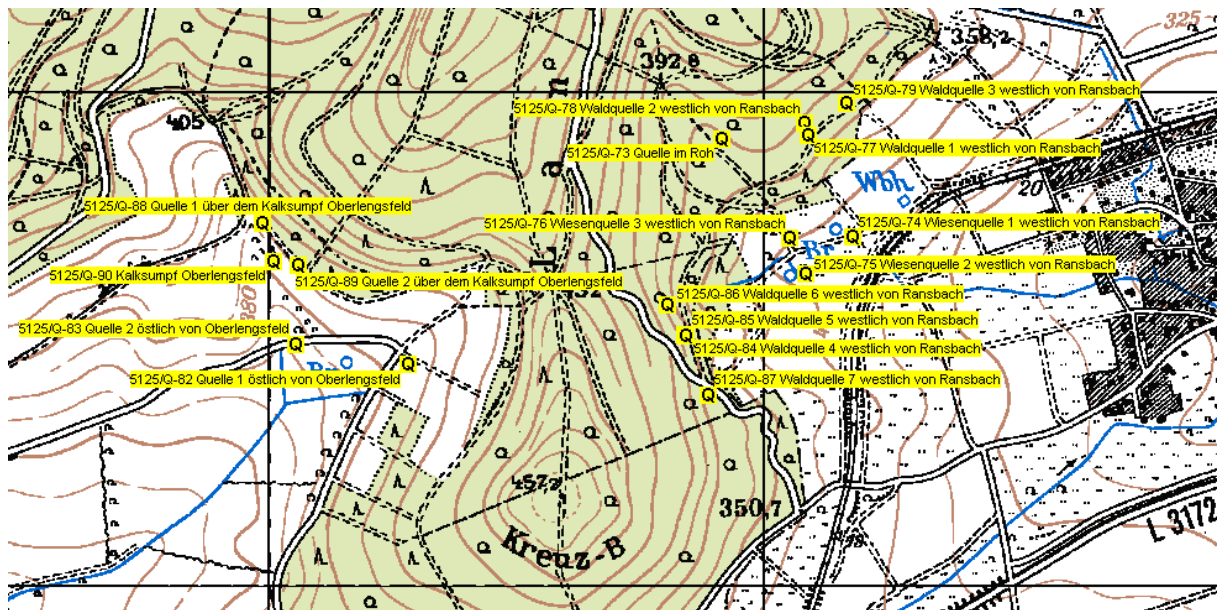 325
358,2
392,8
5125/Q-79 Waldquelle 3 westlich von Ransbach
5125/Q-78 Waldquelle 2 westlich von Ransbach
405
5125/Q-77 Waldquelle 1 westlich von Ransbach
5125/Q-73 Quelle im Roh
Wbh
20
5125/Q-88 Quelle 1 über dem Kalksumpf Oberlengsfeld
5125/Q-76 Wiesenquelle 3 westlich von Ransbach
5125/Q-74 Wiesenquelle 1 westlich von Ransbach
5125/Q-90 Kalksumpf Oberlengsfeld
5125/Q-75 Wiesenquelle 2 westlich von Ransbach
5125/Q-89 Quelle 2 über dem Kalksumpf Oberlengsfeld
5125/Q-86 Waldquelle 6 westlich von Ransbach
380
5125/Q-85 Waldquelle 5 westlich von Ransbach
5125/Q-83 Quelle 2 östlich von Oberlengsfeld
5125/Q-84 Waldquelle 4 westlich von Ransbach
5125/Q-82 Quelle 1 östlich von Oberlengsfeld
5125/Q-87 Waldquelle 7 westlich von Ransbach
457,2
350,7
Kreuz-B
L 3172